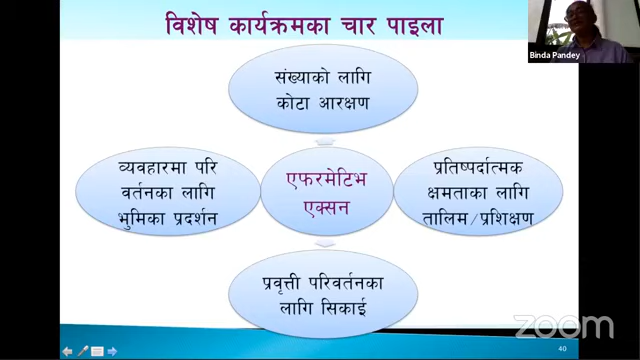 विशेष कार्यक्रमका चार पाइला
Binda Pandey
संख्याको लागि
कोटा आरक्षण
व्यवहारमा परि
वर्तनका लागि
भुमिका प्रदर्शन
एफरमेटिभ
एक्सन
प्रतिष्पर्दात्मक
क्षमताका लागि
तालिम/प्रशिक्षण
प्रवृत्ती परिवर्तनका
लागि सिकाई
zoom
40